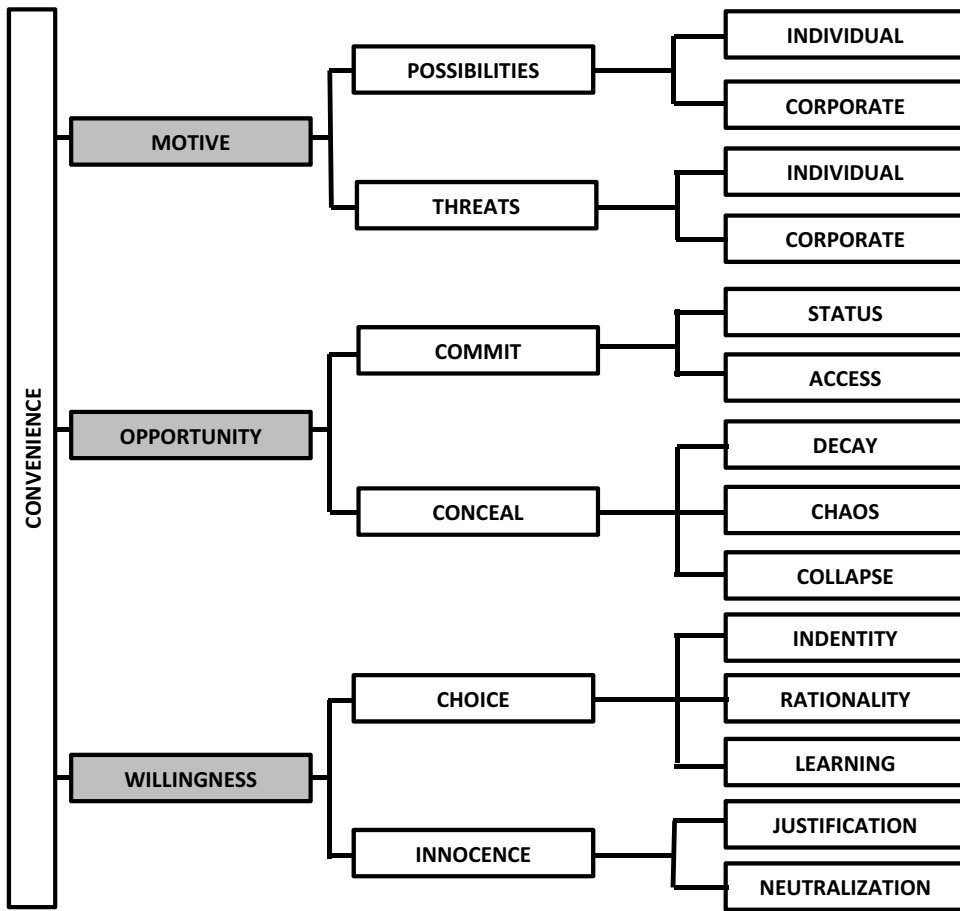 CONVENIENCE
MOTIVE
POSSIBILITIES
INDIVIDUAL
CORPORATE
THREATS
INDIVIDUAL
CORPORATE
OPPORTUNITY
COMMIT
STATUS
ACCESS
CONCEAL
DECAY
CHAOS
COLLAPSE
WILLINGNESS
CHOICE
INDENTITY
RATIONALITY
LEARNING
INNOCENCE
JUSTIFICATION
NEUTRALIZATION